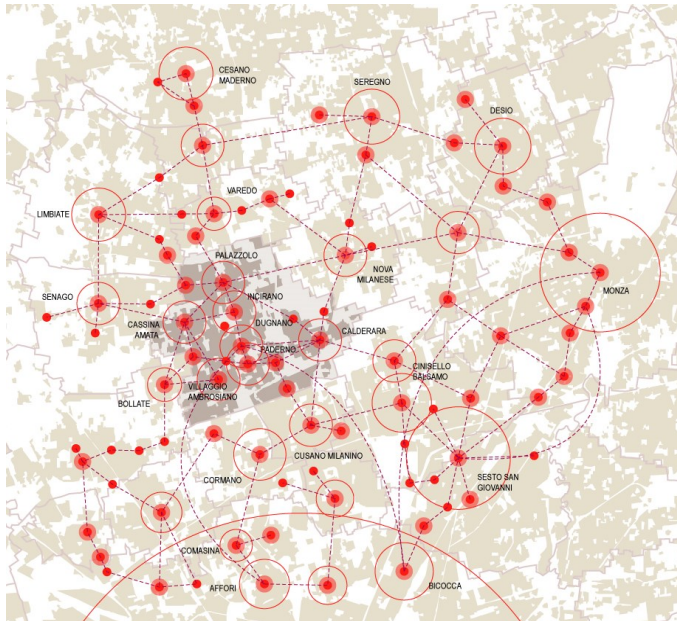 CESANO
MADERNO
SEREGNO
DESIO
VAREDO
LIMBIATE
PALAZZOLO
NOVA
MILANESE
MONZA
SENAGO
INCIRANO
CASSINA
AMATA
DUGNANO
CALDERARA
PADERNO
CINISELLO
BALSAMO
VILLAGGIO
AMBROSIANO
BOLLATE
CUSANO MILANINO
CORMANO
SESTO SAN
GIOVANNI
COMASINA
AFFORI
BICOCCA